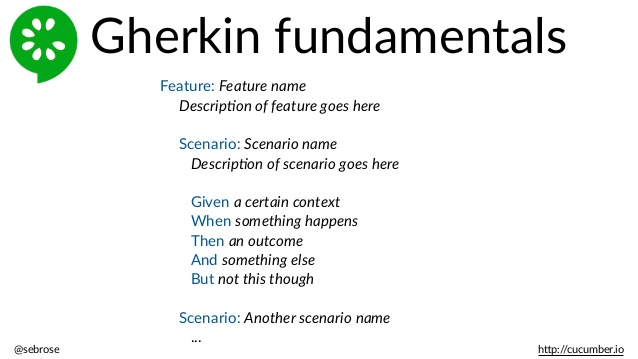 Gherkin fundamentals
Feature: Feature name
Description of feature goes here
Scenario: Scenario name
Description of scenario goes here
Given a certain context
When something happens
Then an outcome
And something else
But not this though
Scenario: Another scenario name
...
@sebrose
http://cucumber.io